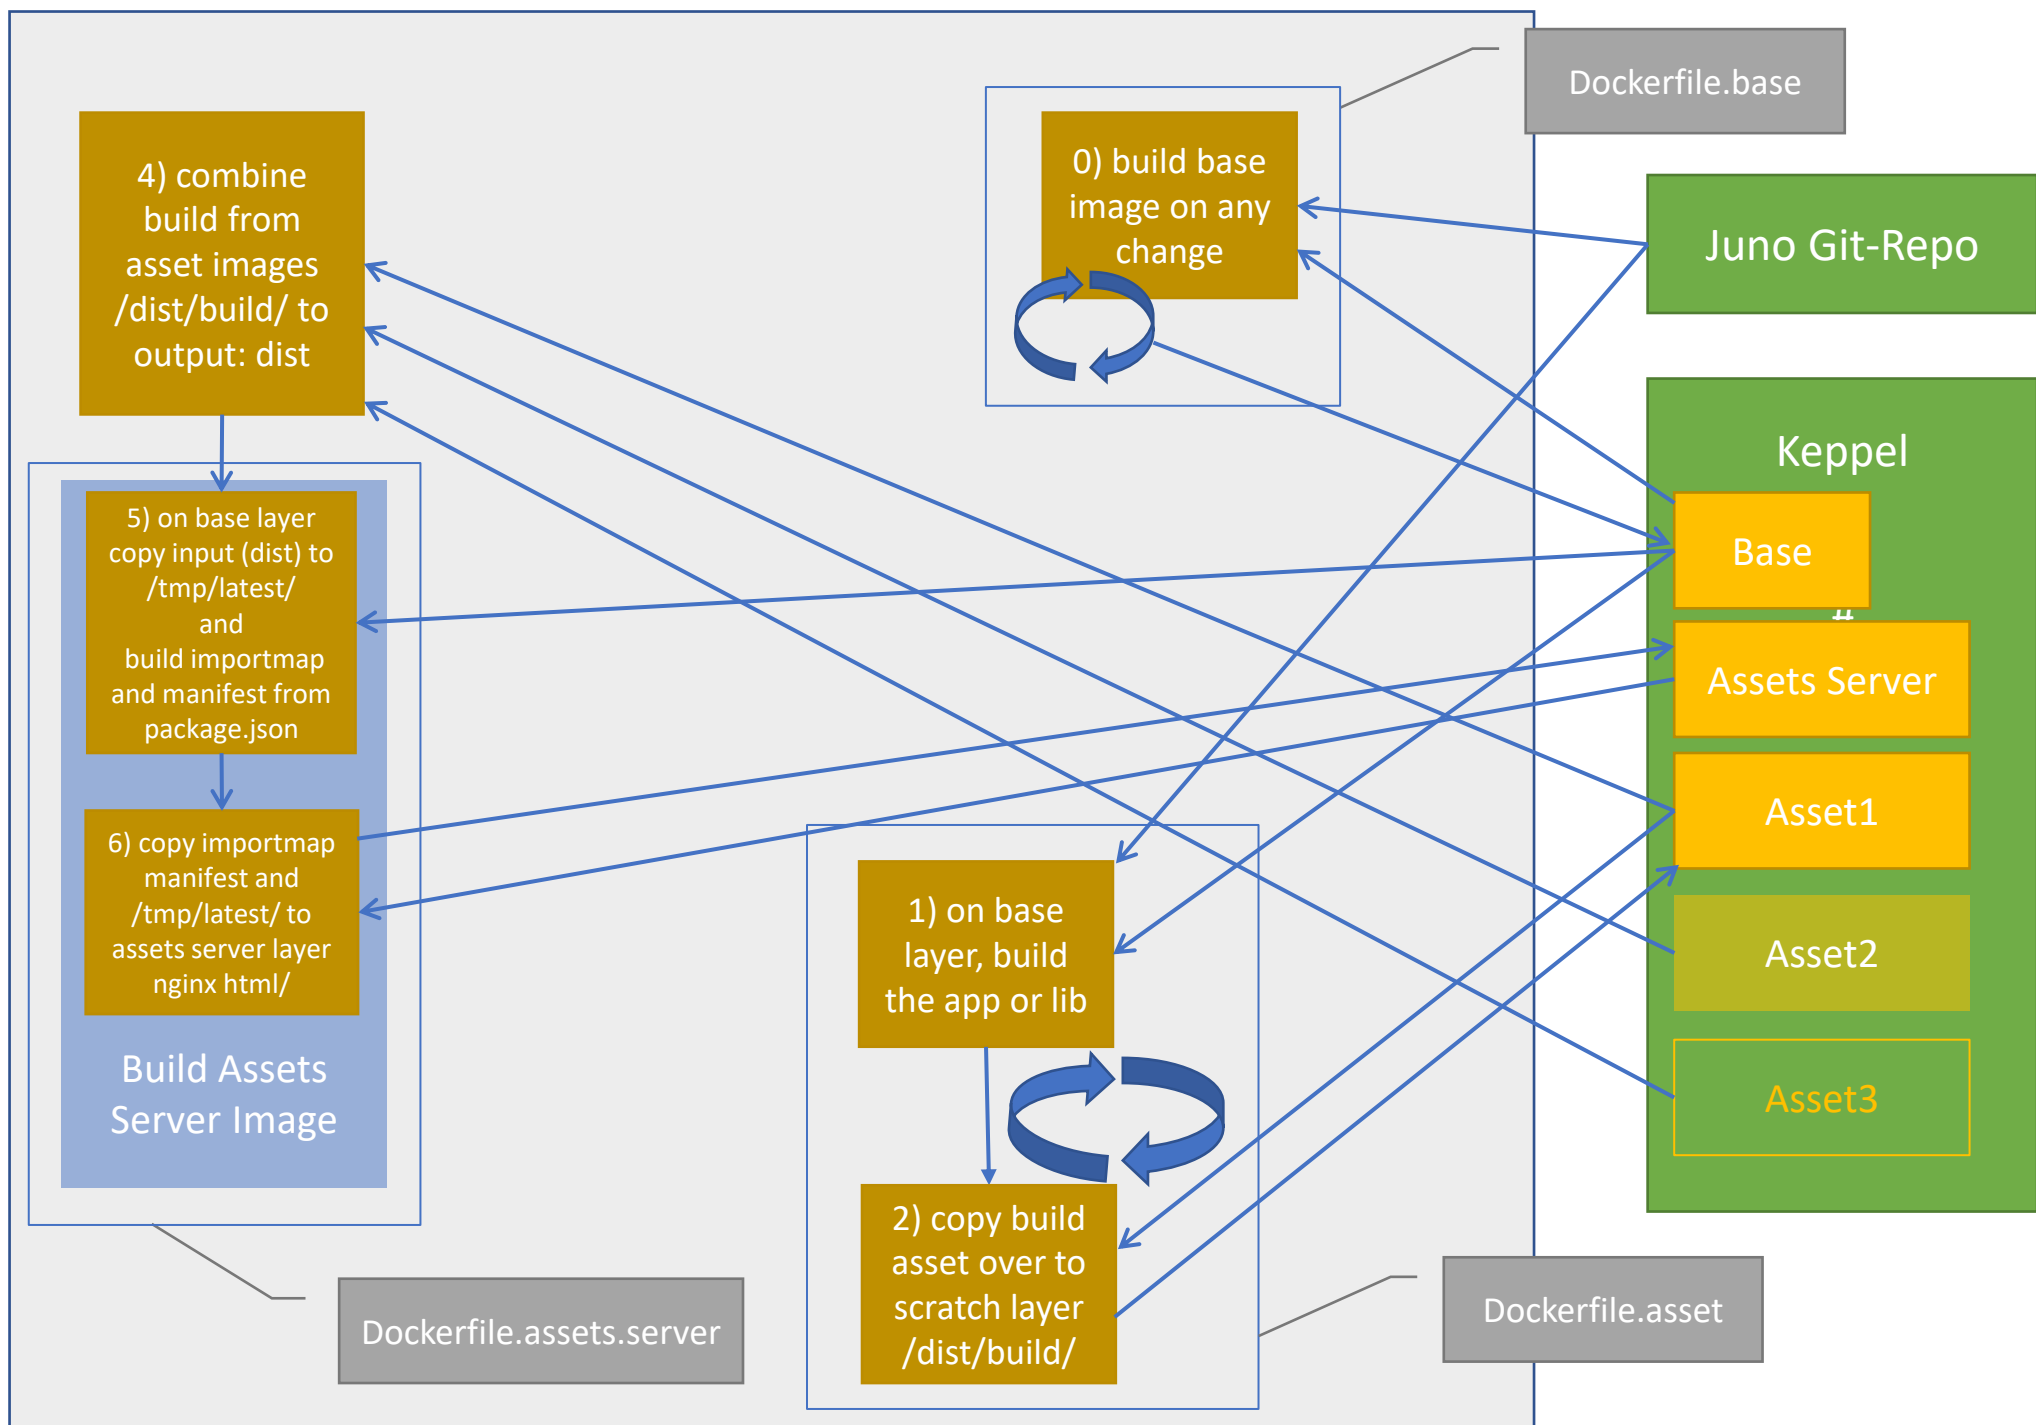 Dockerfile.base
0) build base
image on any
change
4) combine
build from
asset images
/dist/build/ to
output: dist
Juno Git-Repo
Keppel
Base
#
Assets Server
Asset1
Asset2
Asset3
5) on base layer
copy input (dist) to
/tmp/latest/
and
build importmap
and manifest from
package.json
6) copy importmap
manifest and
/tmp/latest/ to
assets server layer
nginx html/
Build Assets
Server Image
1) on base
layer, build
the app or lib
2) copy build
asset over to
scratch layer
/dist/build/
Dockerfile.assets.server
Dockerfile.asset